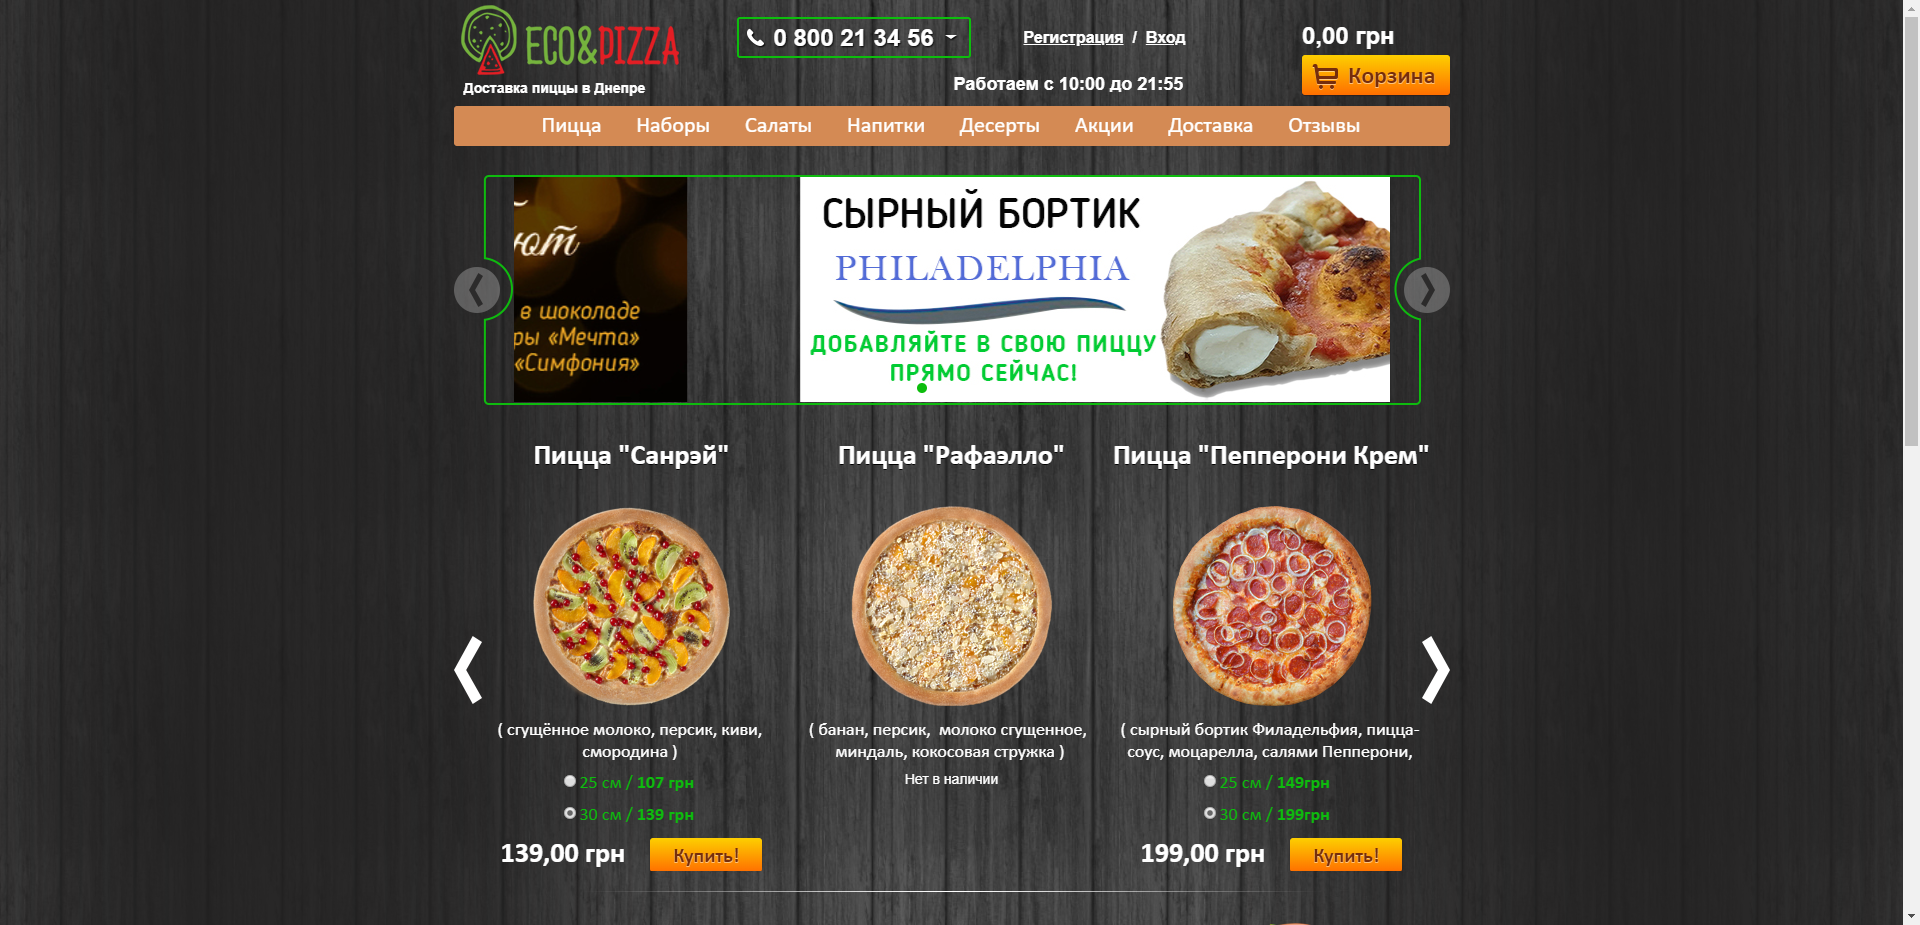 ECO&PIZZA
Доставка пиццы в Днепре
0 800 21 34 56
Регистрация / Вход
Работаем с 10:00 до 21:55
0,00 грн
Корзина
Пицца Наборы Салаты Напитки Десерты Акции Доставка Отзывы
в шоколаде
«Мечта»
«Симфония»
СЫРНЫЙ БОРТИК
PHILADELPHIA
ДОБАВЛЯЙТЕ В СВОЮ ПИЦЦУ
ПРЯМО СЕЙЧАС!
Пицца "Санрэй"
( сгущённое молоко, персик, киви,
смородина )
25 см / 107 грн
30 см / 139 грн
139,00 грн
Купить!
Пицца "Рафаэлло"
( банан, персик, молоко сгущенное,
миндаль, кокосовая стружка )
Нет в наличии
Пицца "Пепперони Крем"
( сырный бортик Филадельфия, пицца-
соус, моцарелла, салями Пепперони,
25 см / 149грн
30 см / 199грн
199,00 грн
Купить!